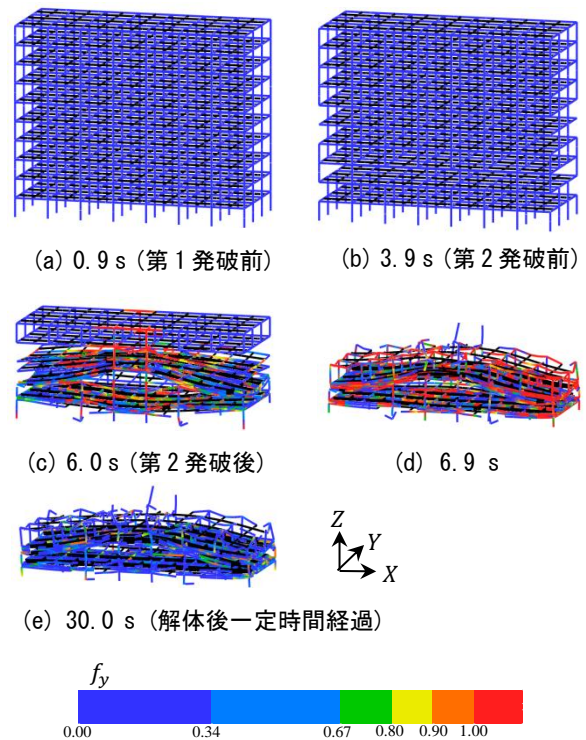 (a) 0.9 s (第1発破前)
(b) 3.9 s (第2発破前)
(c) 6.0 s (第2発破後)
(d) 6.9 s
(e) 30.0 s (解体後一定時間経過)
Z
Y
X
f_y
0.00 0.34 0.67 0.80 0.90 1.00